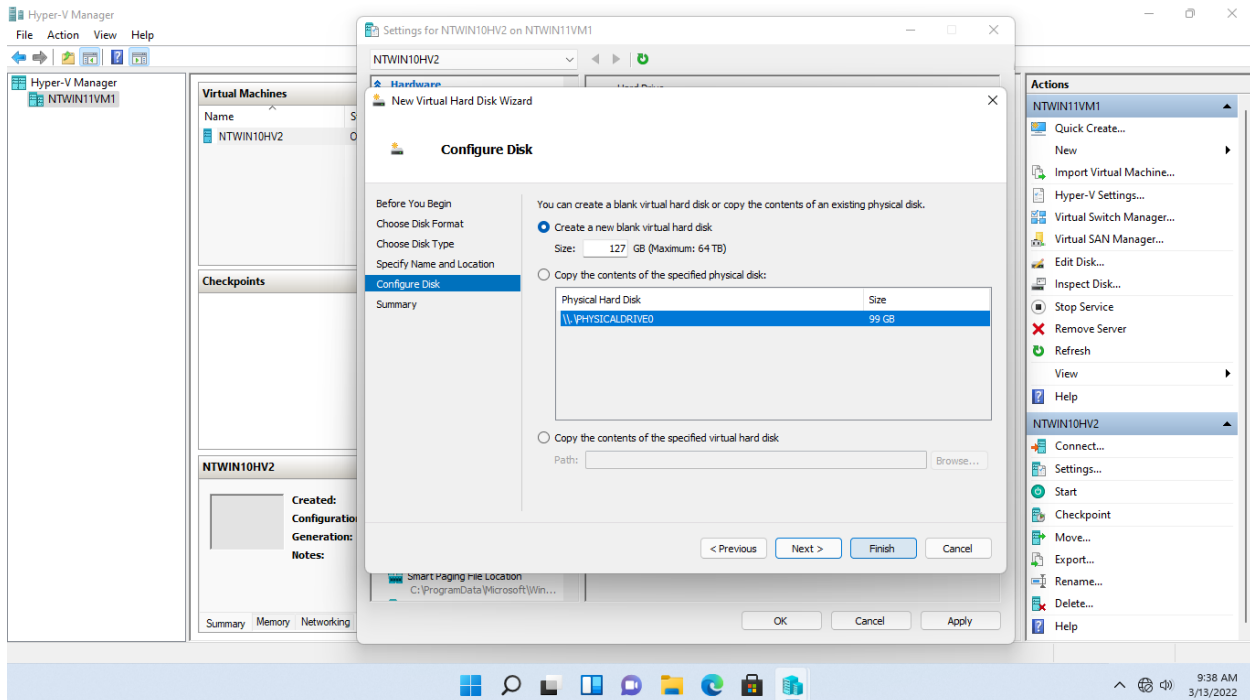 Hyper-V Manager
File Action View Help
Hyper-V Manager
NTWIN11VM1
Virtual Machines
Name
NTWIN10HV2
Checkpoints
NTWIN10HV2
Created:
Configuration
Generation:
Notes:
Summary Memory Networking
Settings for NTWIN10HV2 on NTWIN11VM1
NTWIN10HV2
Hardware
Hard Drive
New Virtual Hard Disk Wizard
Configure Disk
Before You Begin
Choose Disk Format
Choose Disk Type
Specify Name and Location
Configure Disk
Summary
You can create a blank virtual hard disk or copy the contents of an existing physical disk.
Create a new blank virtual hard disk
Size: 127 GB (Maximum: 64 TB)
Copy the contents of the specified physical disk:
Physical Hard Disk Size
\\.\PHYSICALDRIVE0 99 GB
Copy the contents of the specified virtual hard disk
Path: Browse...
< Previous Next > Finish Cancel
Smart Paging File Location
C:\ProgramData\Microsoft\Win...
OK Cancel Apply
Actions
NTWIN11VM1
Quick Create...
New
Import Virtual Machine...
Hyper-V Settings...
Virtual Switch Manager...
Virtual SAN Manager...
Edit Disk...
Inspect Disk...
Stop Service
Remove Server
Refresh
View
Help
NTWIN10HV2
Connect...
Settings...
Start
Checkpoint
Move...
Export...
Rename...
Delete...
Help
9:38 AM
3/13/2022